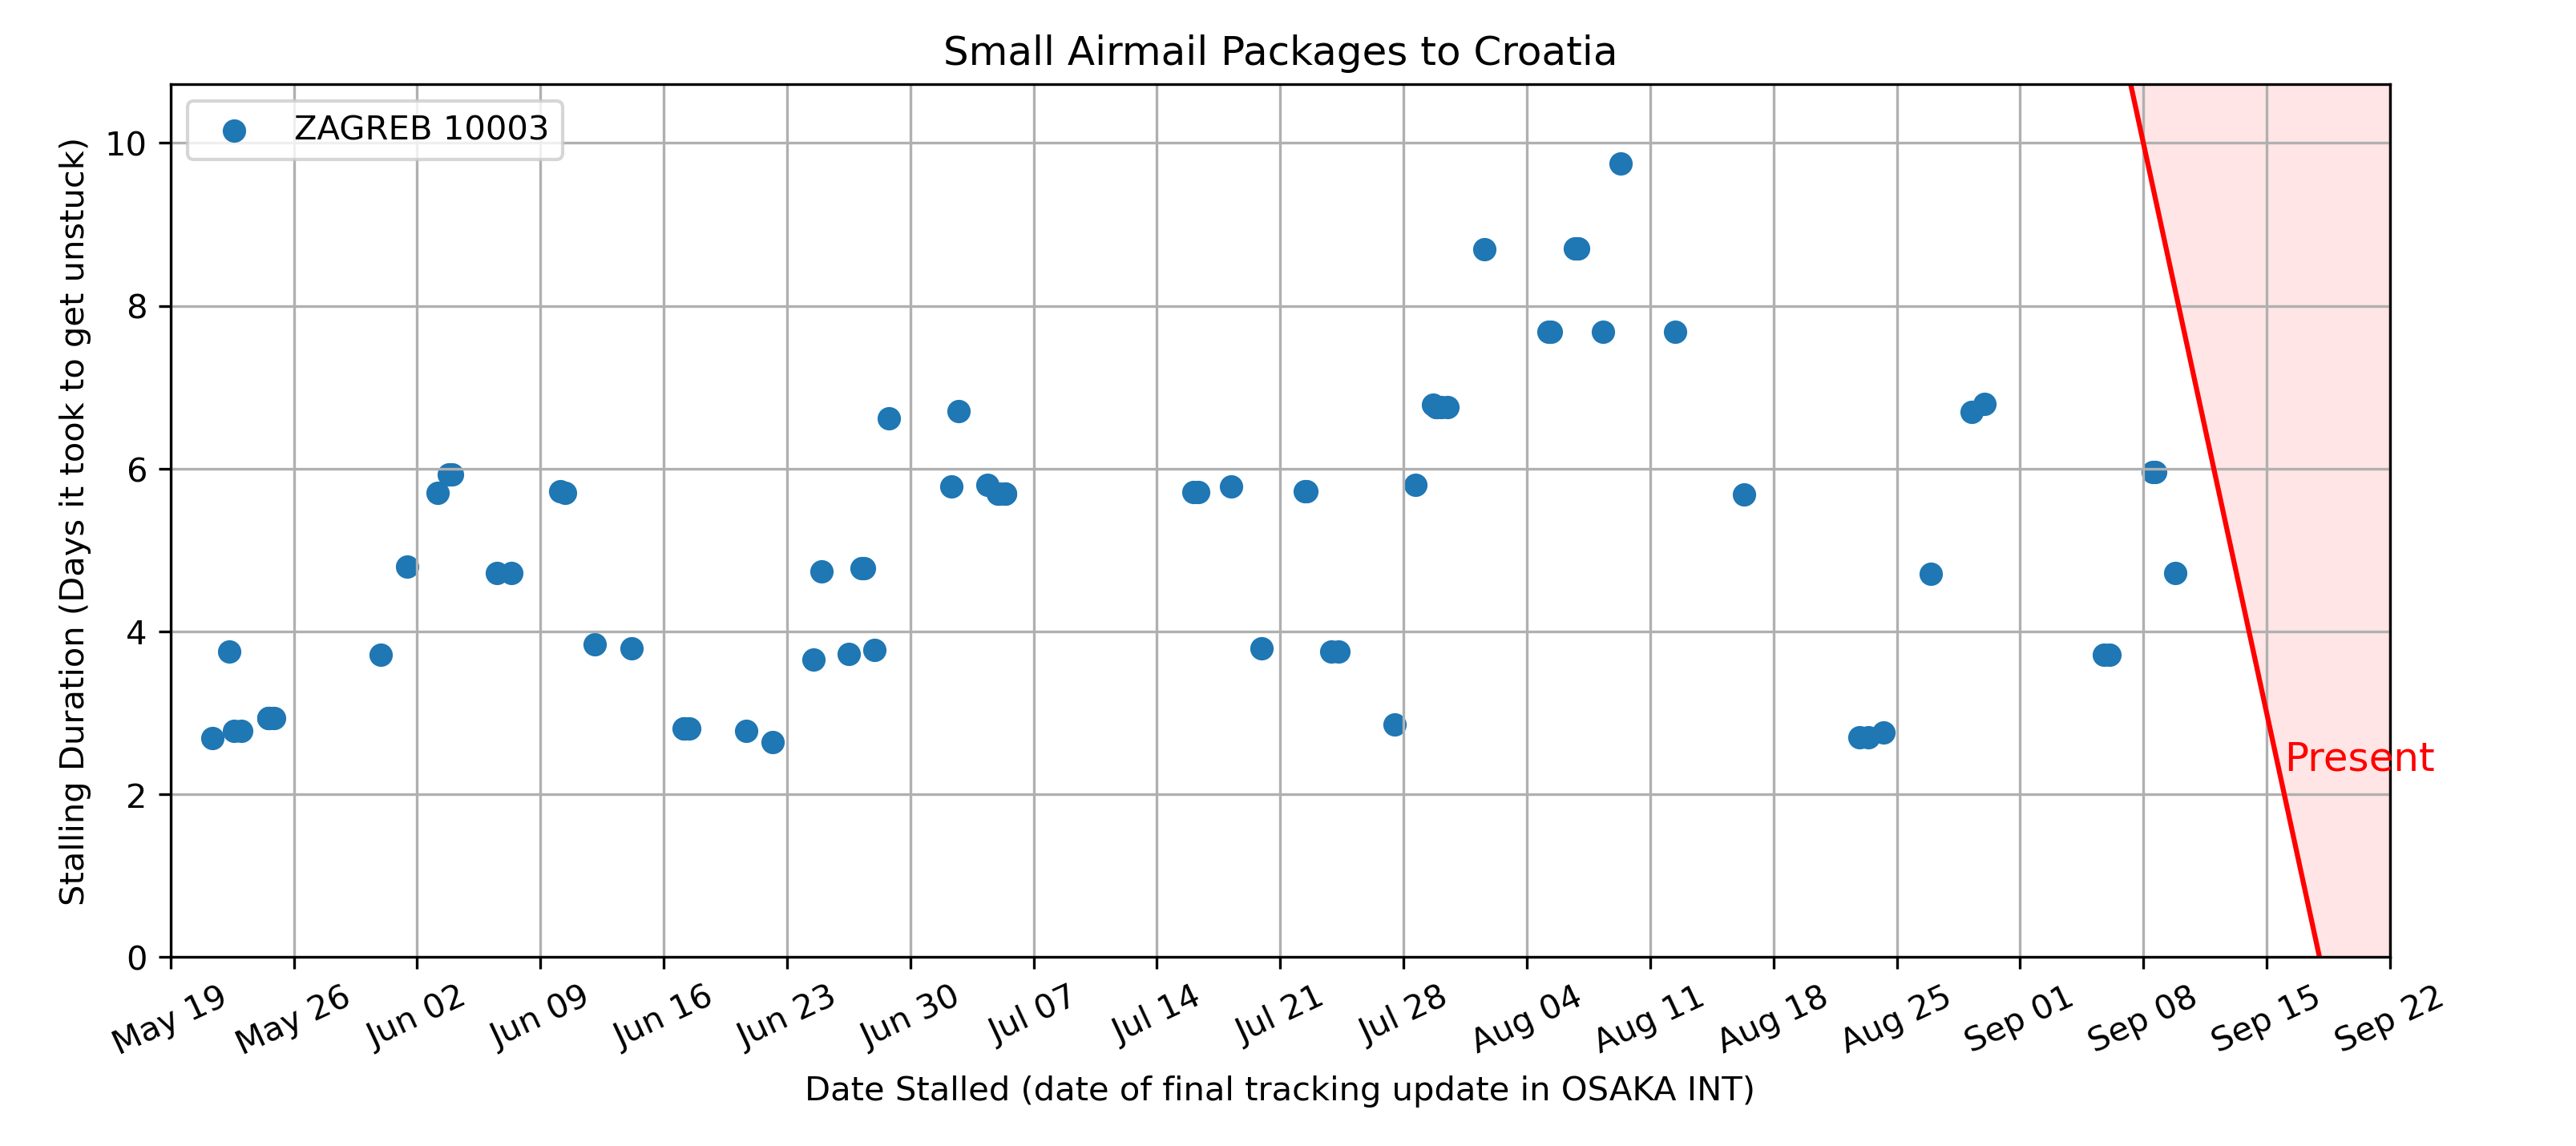 Small Airmail Packages to Croatia
ZAGREB 10003
Stalling Duration (Days it took to get unstuck)
10
8
6
4
2
0
Present
May 19
May 26
Jun 02
Jun 09
Jun 16
Jun 23
Jun 30
Jul 07
Jul 14
Jul 21
Jul 28
Aug 04
Aug 11
Aug 18
Aug 25
Sep 01
Sep 08
Sep 15
Sep 22
Date Stalled (date of final tracking update in OSAKA INT)